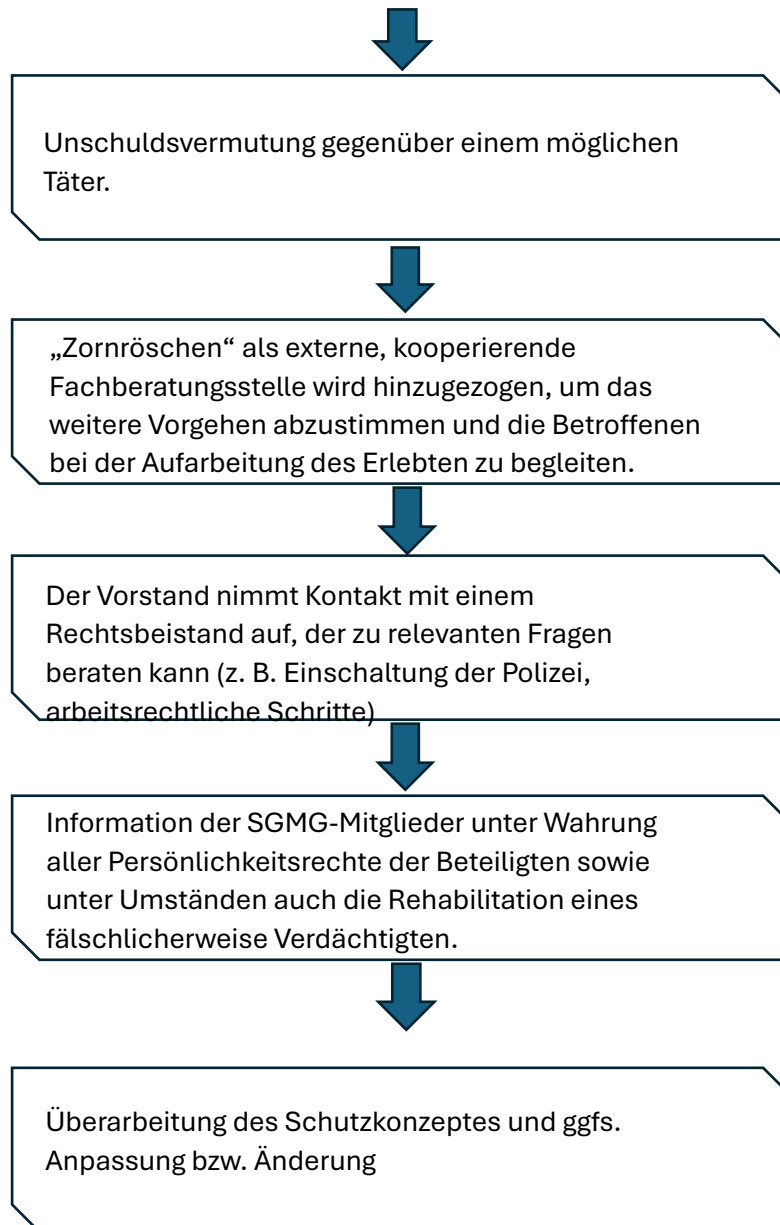 Unschuldsvermutung gegenüber einem möglichen
Täter.
„Zornröschen“ als externe, kooperierende
Fachberatungsstelle wird hinzugezogen, um das
weitere Vorgehen abzustimmen und die Betroffenen
bei der Aufarbeitung des Erlebten zu begleiten.
Der Vorstand nimmt Kontakt mit einem
Rechtsbeistand auf, der zu relevanten Fragen
beraten kann (z. B. Einschaltung der Polizei,
arbeitsrechtliche Schritte)
Information der SGMG-Mitglieder unter Wahrung
aller Persönlichkeitsrechte der Beteiligten sowie
unter Umständen auch die Rehabilitation eines
fälschlicherweise Verdächtigten.
Überarbeitung des Schutzkonzeptes und ggfs.
Anpassung bzw. Änderung